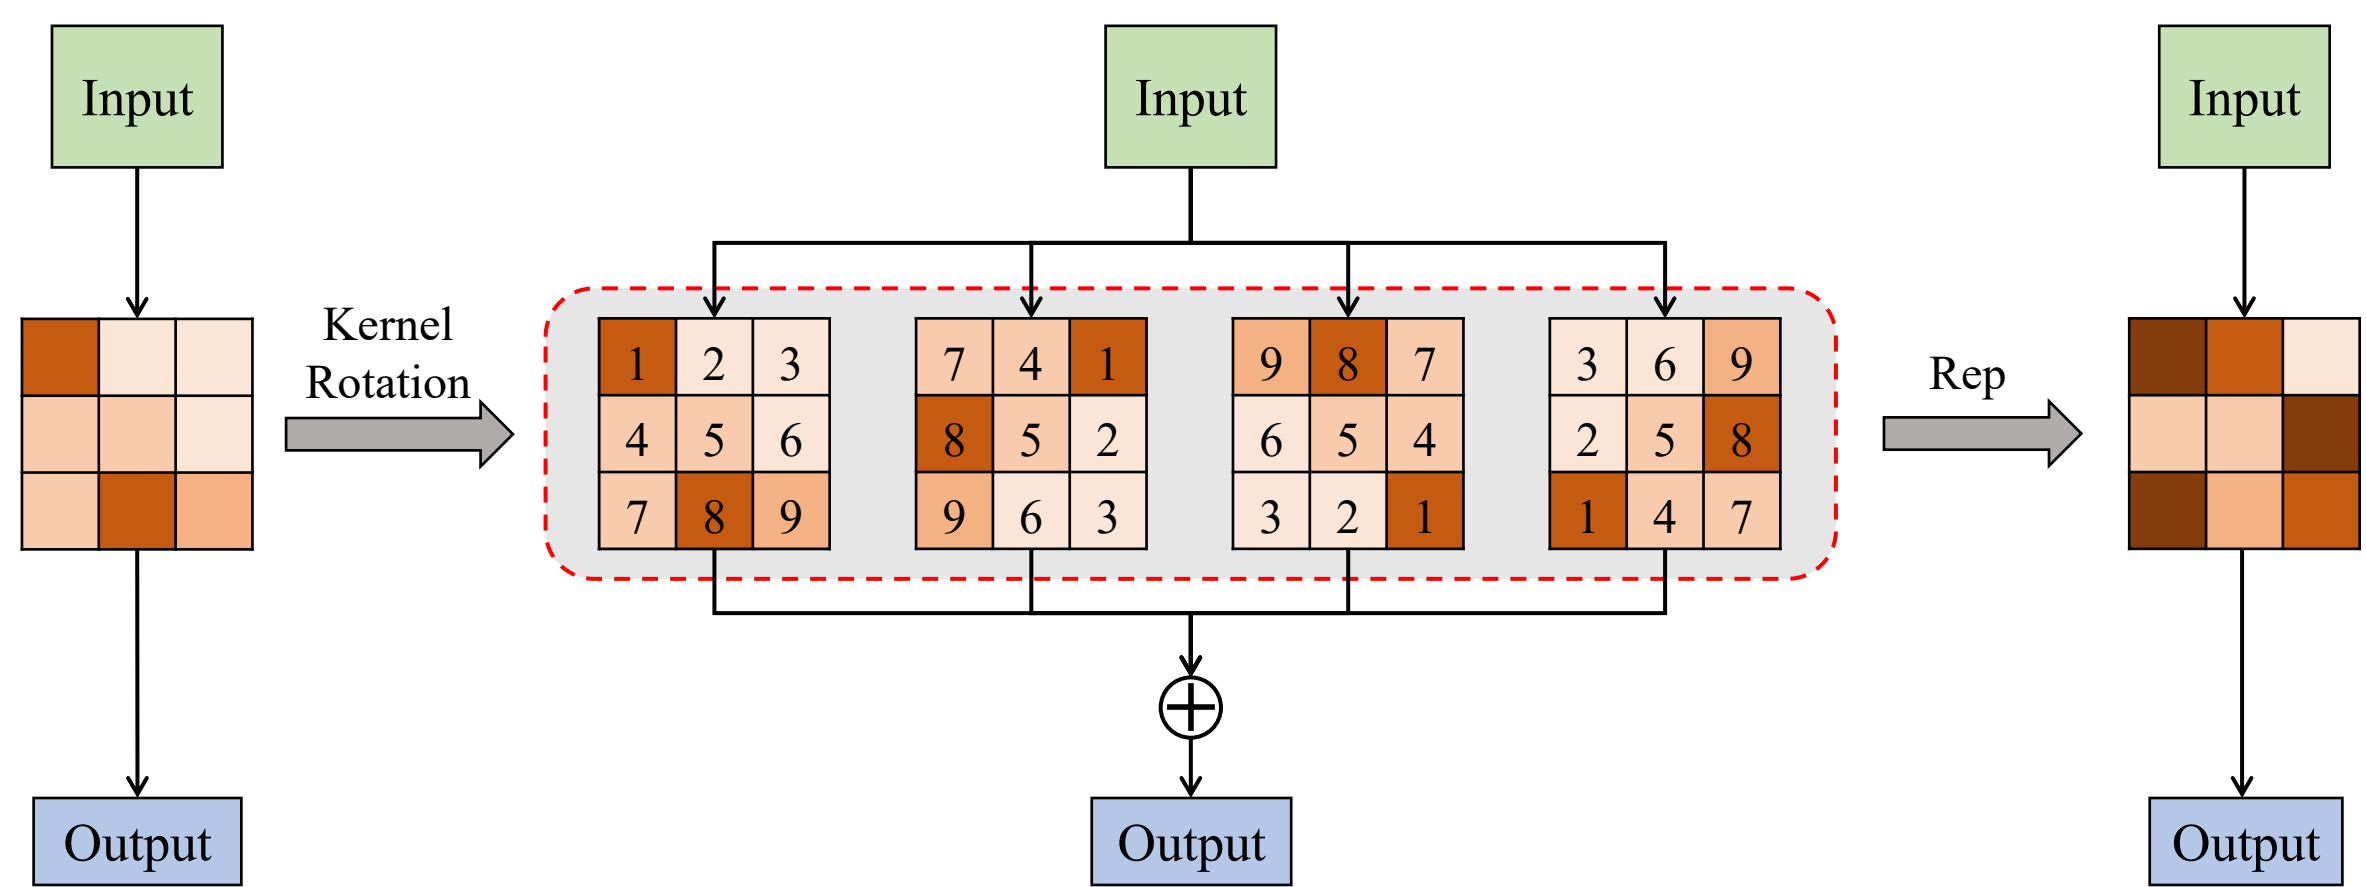 Input
Input
Input
Kernel
Rotation
Rep
1 2 3
4 5 6
7 8 9
7 4 1
8 5 2
9 6 3
9 8 7
6 5 4
3 2 1
3 6 9
2 5 8
1 4 7
Output
Output
Output